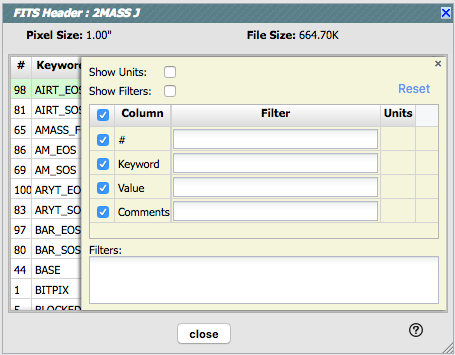 FITS Header : 2MASS J
Pixel Size: 1.00" File Size: 664.70K
# Keyword
98 AIRT_EOS
81 AIRT_SOS
65 AMASS_F
86 AM_EOS
69 AM_SOS
100 ARYT_EO
83 ARYT_SO
97 BAR_EOS
80 BAR_SOS
44 BASE
1 BITPIX
5 BLOCKED
Show Units:
Show Filters:
Reset
Column Filter Units
#
Keyword
Value
Comments
Filters:
close